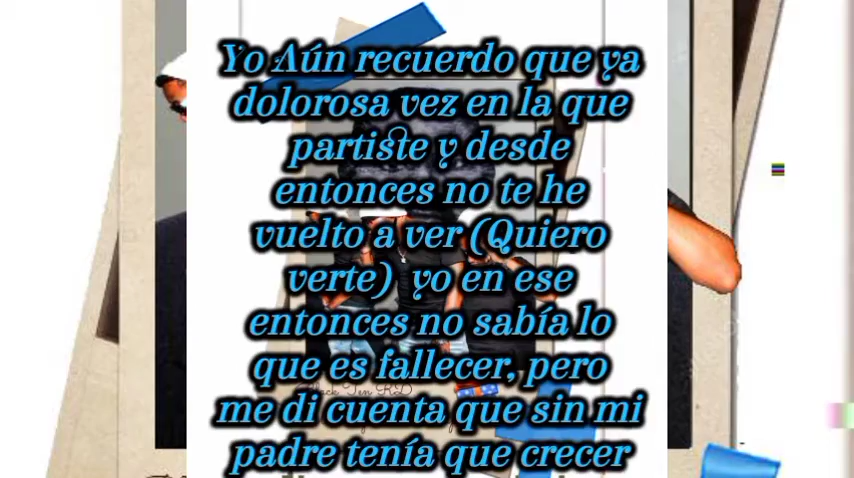 Yo Aún recuerdo que ya
dolorosa vez en la que
partiste y desde
entonces no te he
vuelto a ver (Quiero
verte) yo en ese
entonces no sabía lo
que es fallecer, pero
me di cuenta que sin mi
padre tenía que crecer